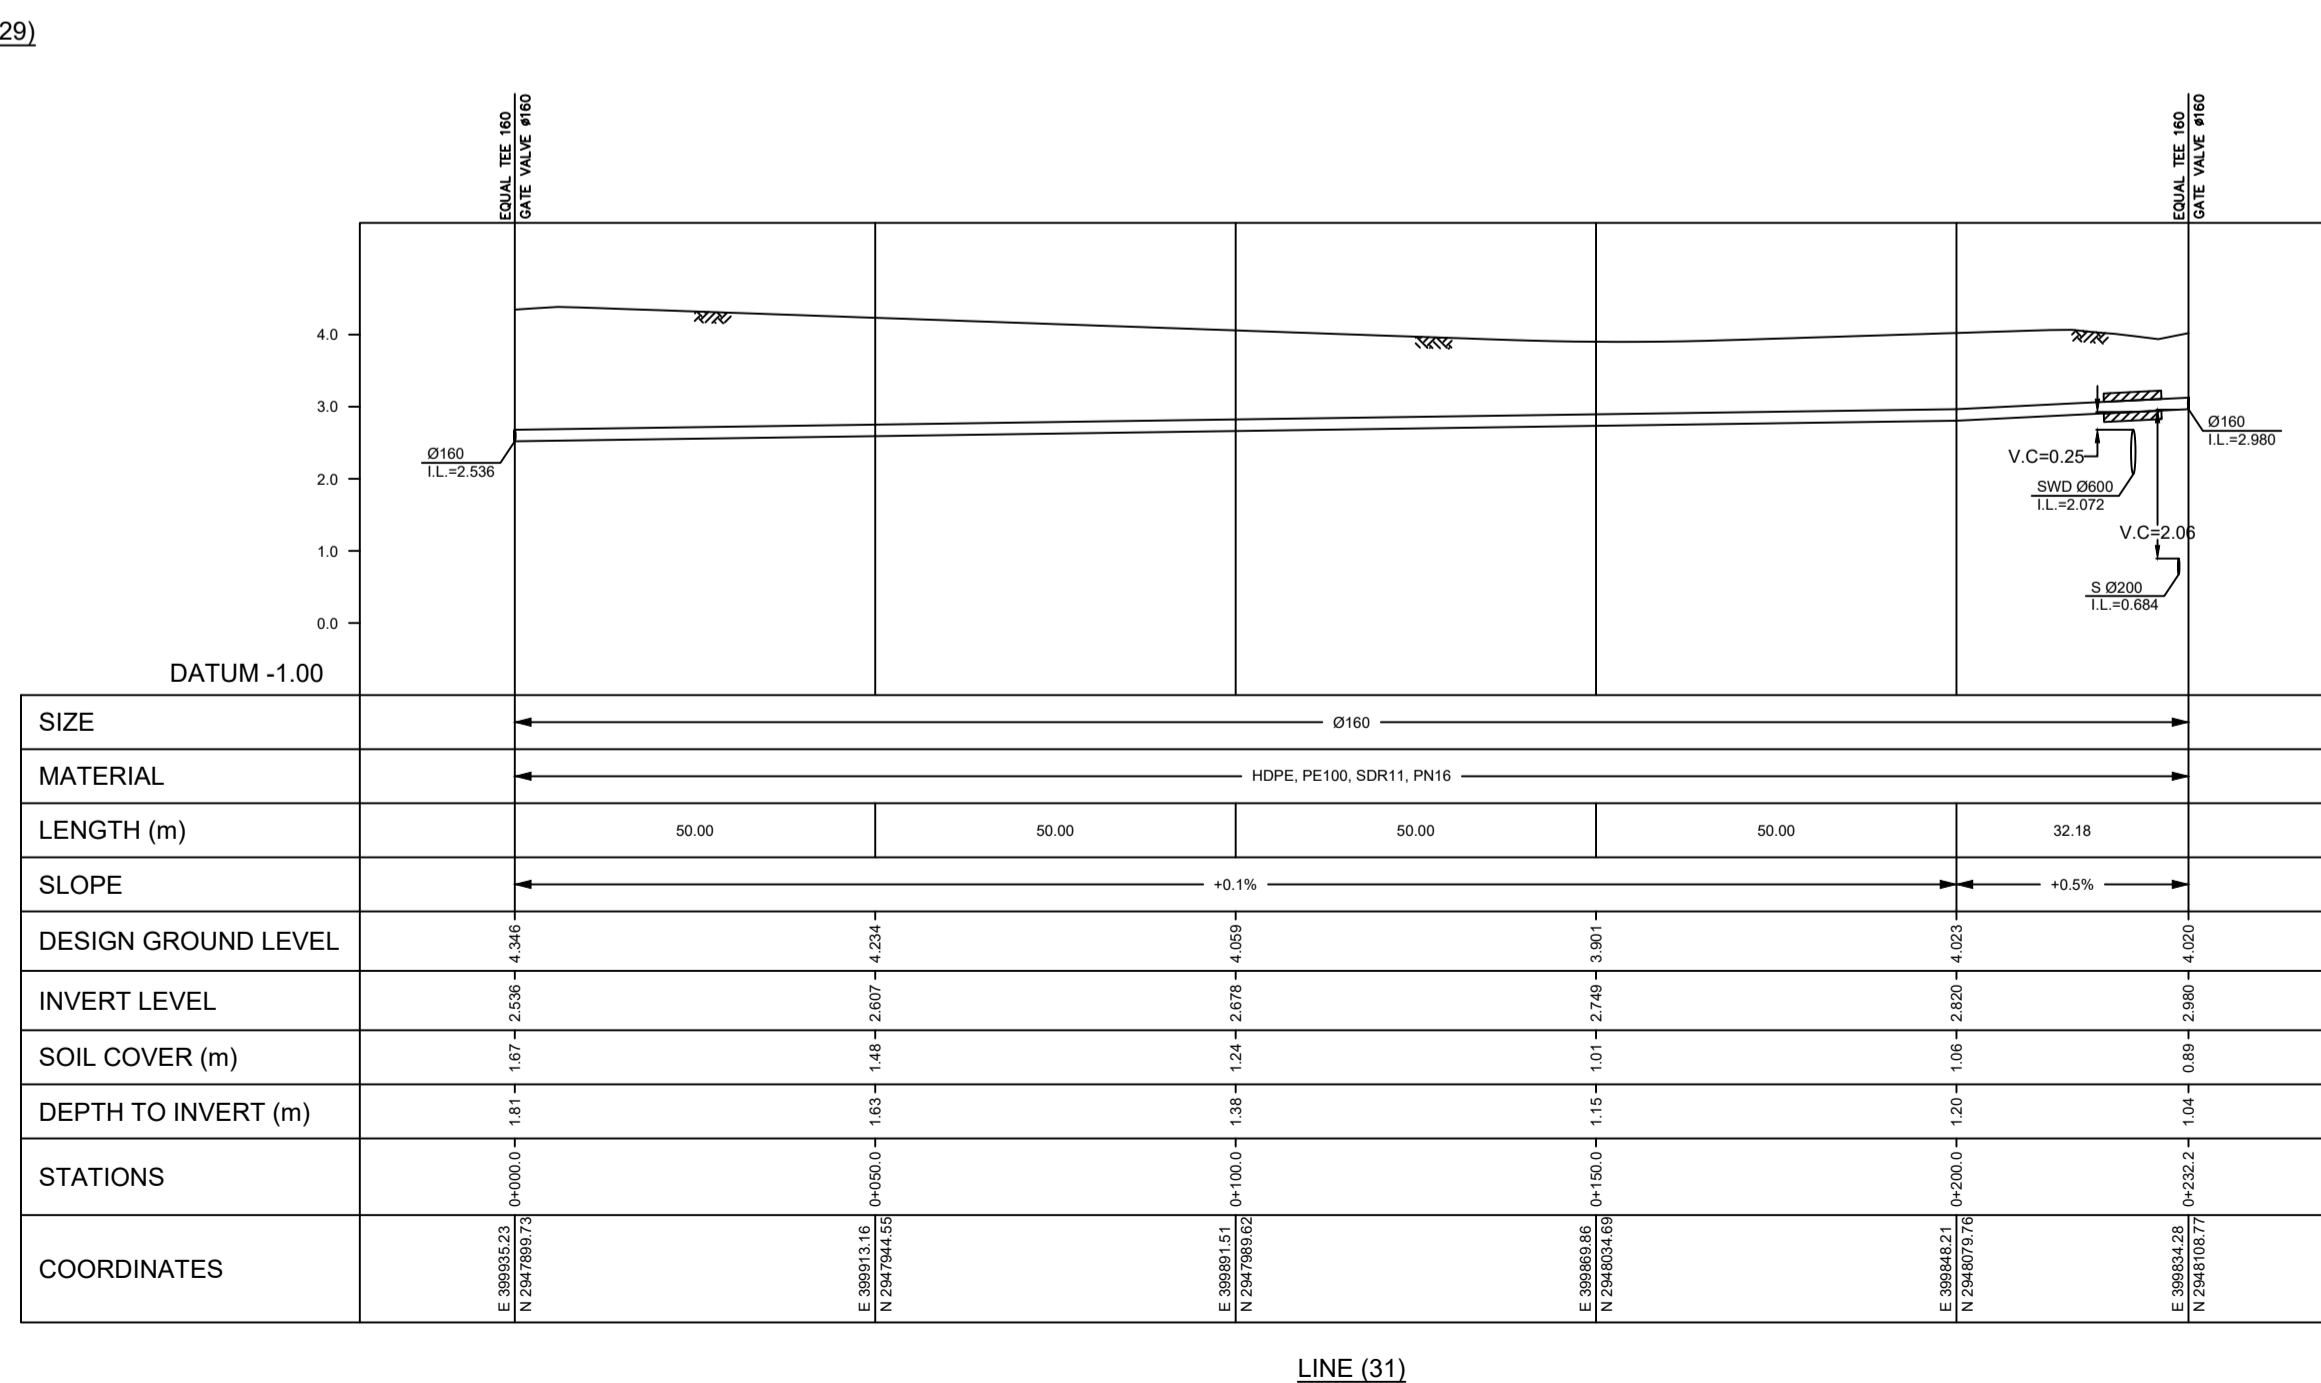 29)
EQUAL TEE 160
GATE VALVE ø160
EQUAL TEE 160
GATE VALVE ø160
4.0
3.0
2.0
1.0
0.0
Ø160
I.L.=2.536
Ø160
I.L.=2.980
V.C=0.25
SWD Ø600
I.L.=2.072
V.C=2.06
S Ø200
I.L.=0.684
DATUM -1.00
SIZE Ø160
MATERIAL HDPE, PE100, SDR11, PN16
LENGTH (m) 50.00 50.00 50.00 50.00 32.18
SLOPE +0.1% +0.5%
DESIGN GROUND LEVEL 4.346 4.234 4.059 3.901 4.023 4.020
INVERT LEVEL 2.536 2.607 2.678 2.749 2.820 2.980
SOIL COVER (m) 1.67 1.48 1.24 1.01 1.06 0.89
DEPTH TO INVERT (m) 1.81 1.63 1.38 1.15 1.20 1.04
STATIONS 0+000.0 0+050.0 0+100.0 0+150.0 0+200.0 0+232.2
COORDINATES
E 399935.23
N 2947899.73
E 399913.16
N 2947944.55
E 399891.51
N 2947989.62
E 399869.86
N 2948034.69
E 399848.21
N 2948079.76
E 399834.28
N 2948108.77
LINE (31)